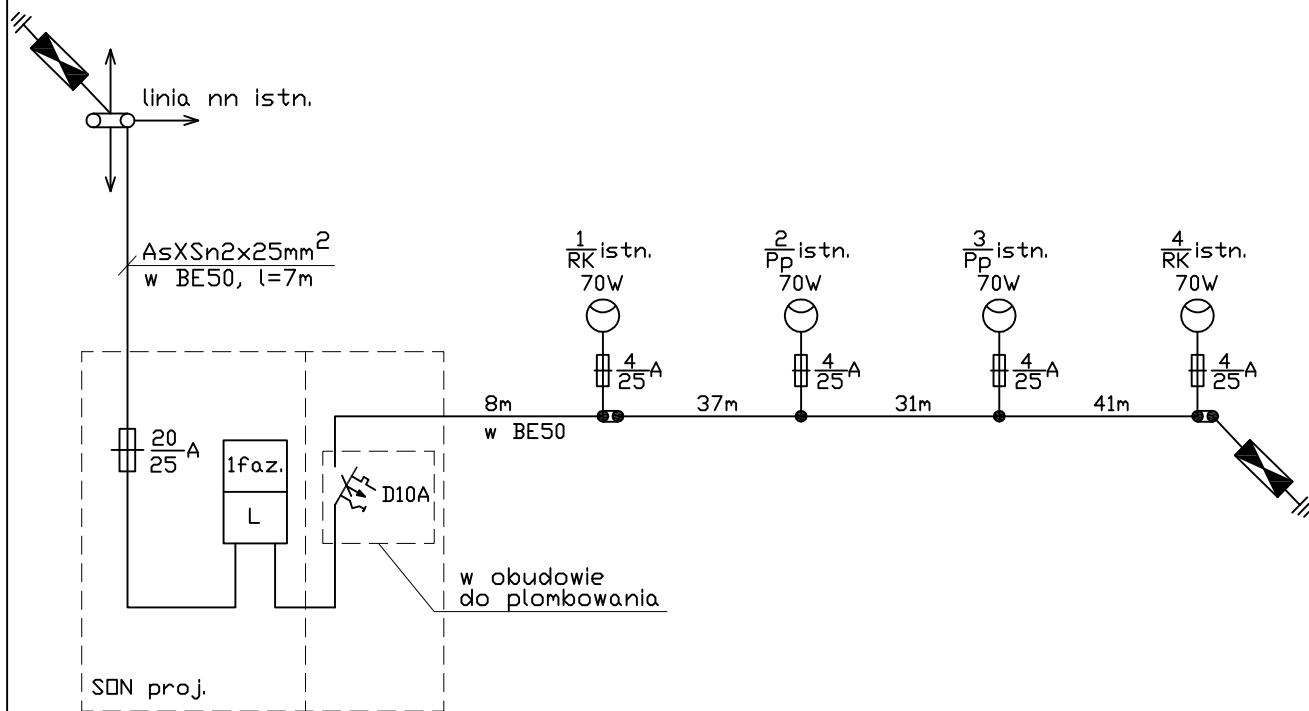 linia nn istn.
AsXSn2x25mm²
w BE50, l=7m
1
RK istn.
70W
2
Pp istn.
70W
3
Pp istn.
70W
4
RK istn.
70W
4
25 A
4
25 A
4
25 A
4
25 A
8m
w BE50
37m
31m
41m
20
25 A
1faz.
L
D10A
w obudowie
do plombowania
SON proj.